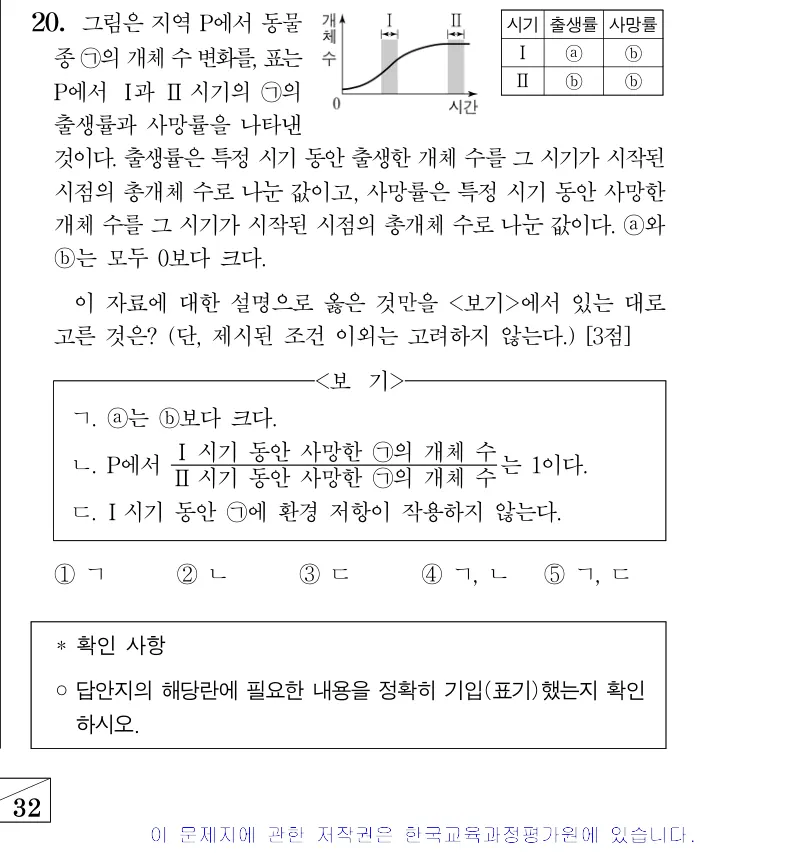 20. 그림은 지역 P에서 동물
종 ㉠의 개체 수 변화를, 표는
P에서 Ⅰ과 Ⅱ 시기의 ㉠의
출생률과 사망률을 나타낸
개체 수
Ⅰ Ⅱ
0
시간
시기 출생률 사망률
Ⅰ ⓐ ⓑ
Ⅱ ⓑ ⓑ
것이다. 출생률은 특정 시기 동안 출생한 개체 수를 그 시기가 시작된
시점의 총개체 수로 나눈 값이고, 사망률은 특정 시기 동안 사망한
개체 수를 그 시기가 시작된 시점의 총개체 수로 나눈 값이다. ⓐ와
ⓑ는 모두 0보다 크다.
이 자료에 대한 설명으로 옳은 것만을 <보기>에서 있는 대로
고른 것은? (단, 제시된 조건 이외는 고려하지 않는다.) [3점]
<보 기>
ㄱ. ⓐ는 ⓑ보다 크다.
ㄴ. P에서 Ⅰ 시기 동안 사망한 ㉠의 개체 수
Ⅱ 시기 동안 사망한 ㉠의 개체 수 는 1이다.
ㄷ. Ⅰ 시기 동안 ㉠에 환경 저항이 작용하지 않는다.
① ㄱ ② ㄴ ③ ㄷ ④ ㄱ, ㄴ ⑤ ㄱ, ㄷ
* 확인 사항
○ 답안지의 해당란에 필요한 내용을 정확히 기입(표기)했는지 확인
하시오.
32
이 문제지에 관한 저작권은 한국교육과정평가원에 있습니다.